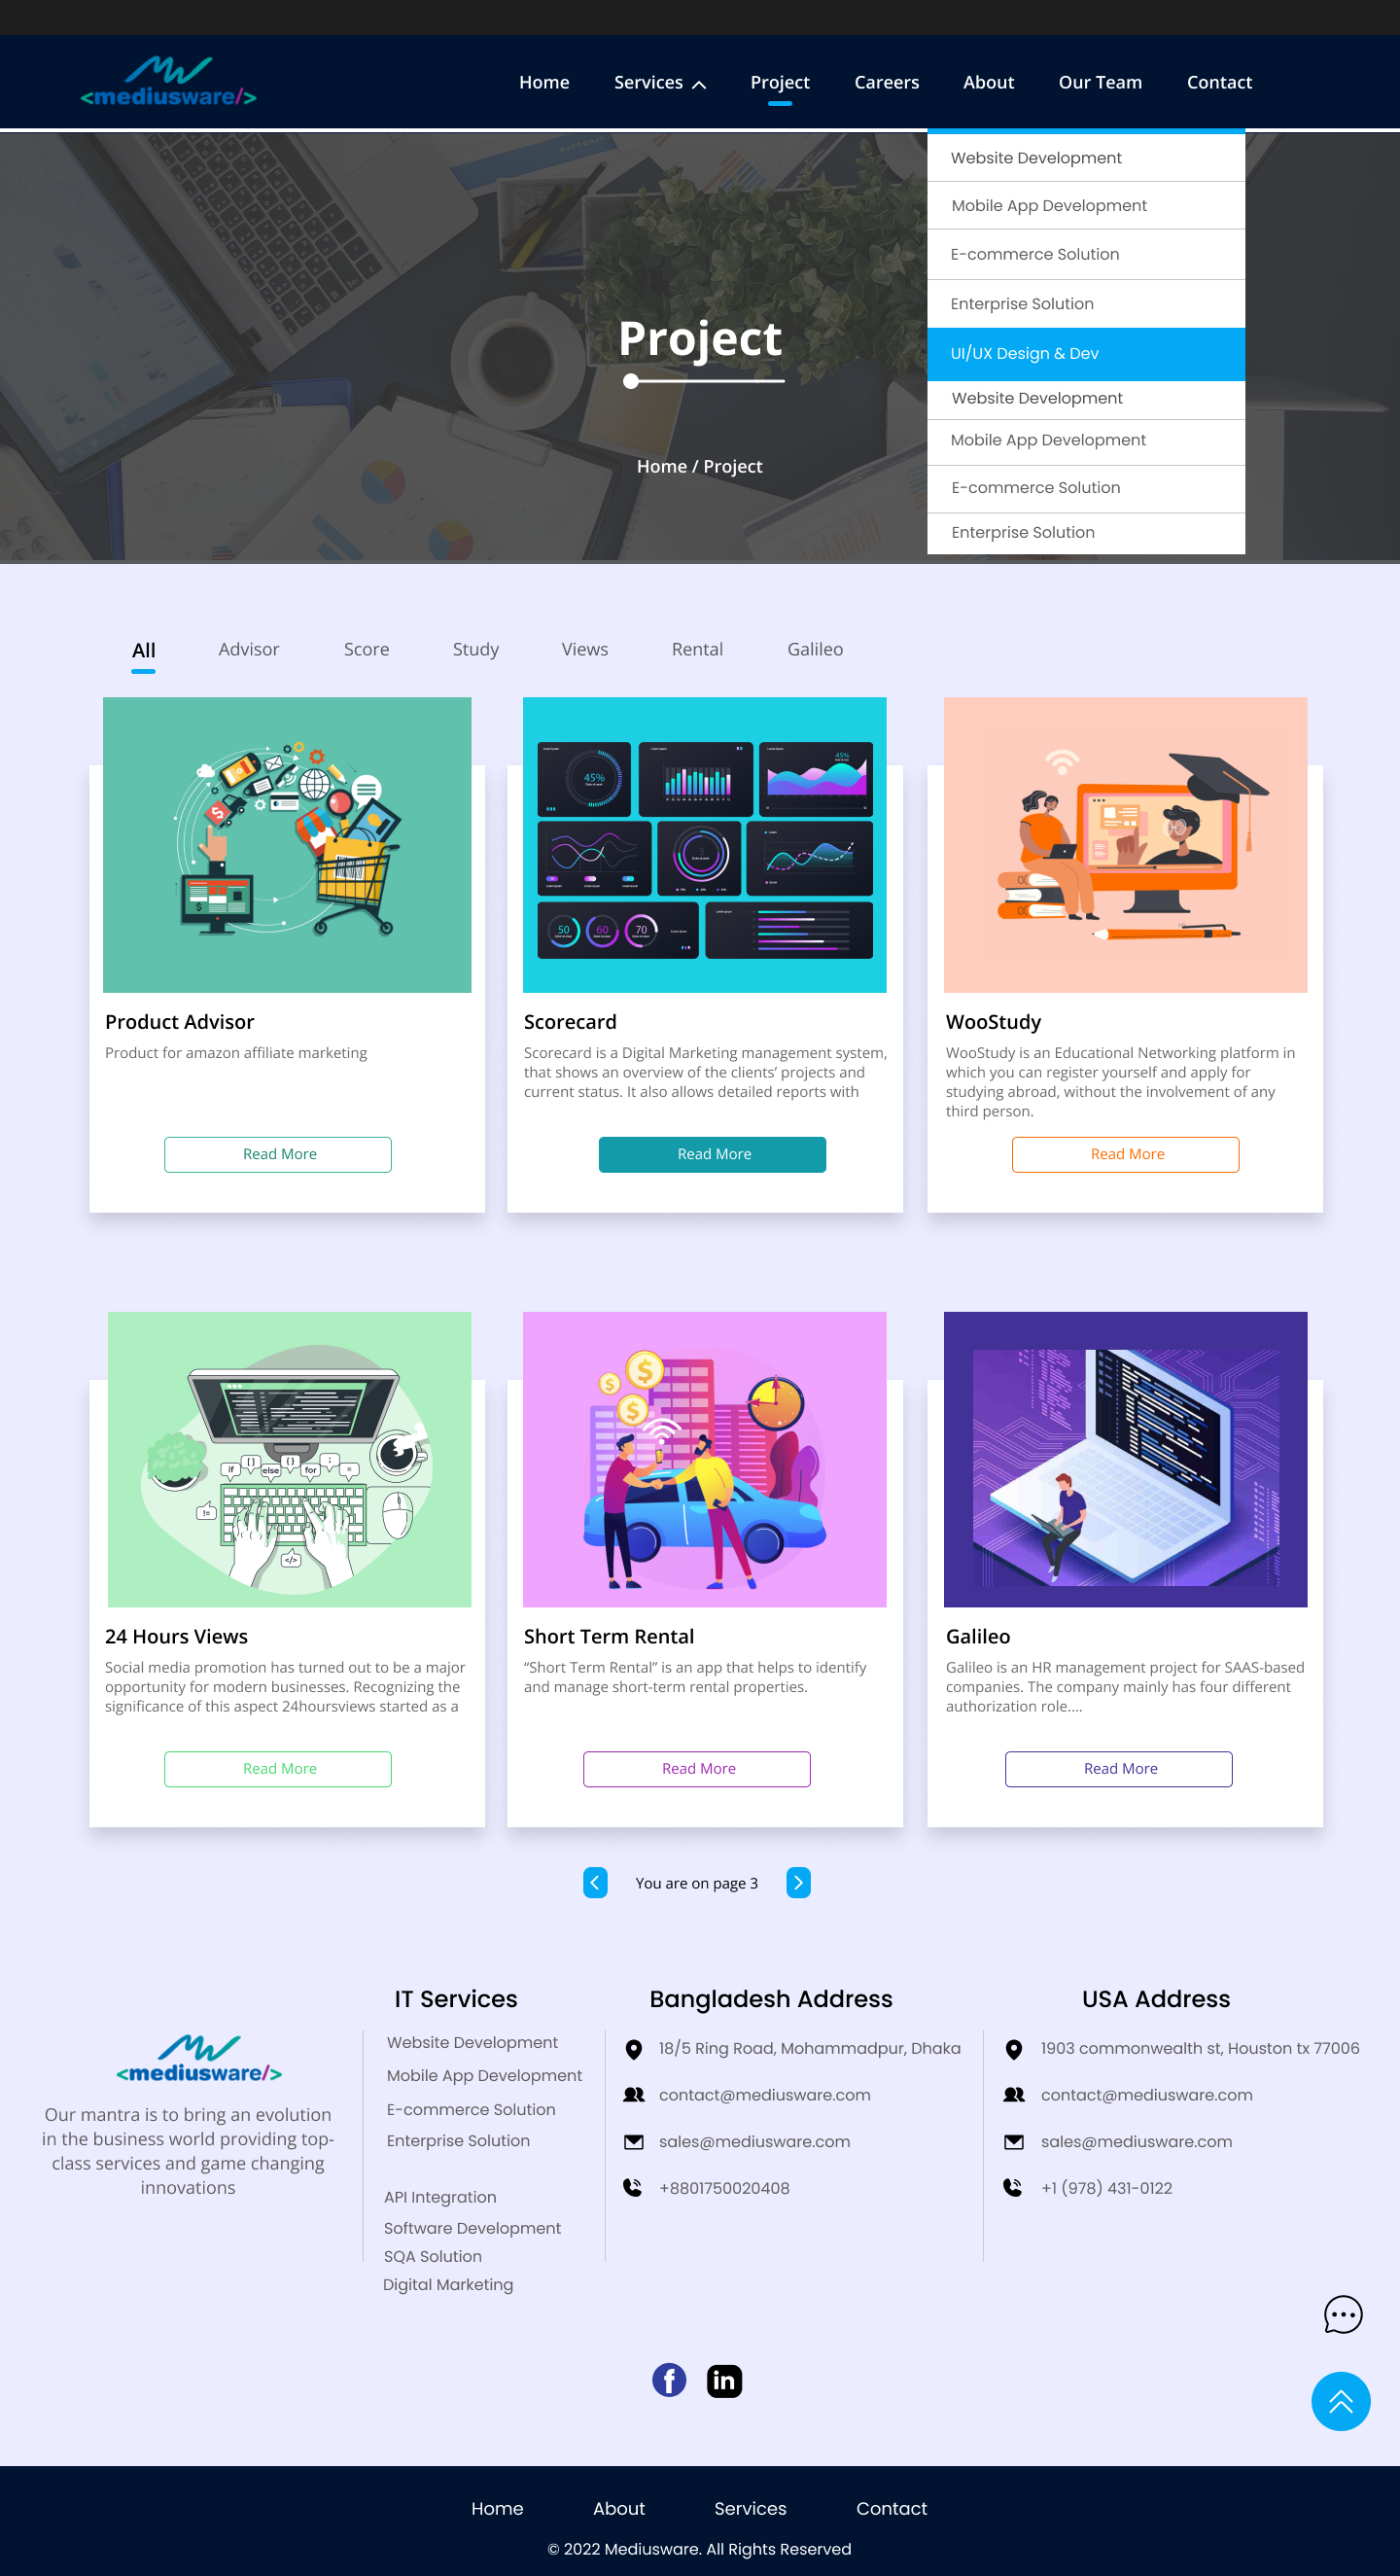 <mediusware/>
Home Services Project Careers About Our Team Contact
Website Development
Mobile App Development
E-commerce Solution
Enterprise Solution
UI/UX Design & Dev
Website Development
Mobile App Development
E-commerce Solution
Enterprise Solution
Project
Home / Project
All Advisor Score Study Views Rental Galileo
45%
45%
50 60 70
Product Advisor
Product for amazon affiliate marketing
Read More
Scorecard
Scorecard is a Digital Marketing management system,
that shows an overview of the clients’ projects and
current status. It also allows detailed reports with
Read More
WooStudy
WooStudy is an Educational Networking platform in
which you can register yourself and apply for
studying abroad, without the involvement of any
third person.
Read More
if [ ] else { } for ; =
!=
</>
24 Hours Views
Social media promotion has turned out to be a major
opportunity for modern businesses. Recognizing the
significance of this aspect 24hoursviews started as a
Read More
Short Term Rental
“Short Term Rental” is an app that helps to identify
and manage short-term rental properties.
Read More
Galileo
Galileo is an HR management project for SAAS-based
companies. The company mainly has four different
authorization role....
Read More
You are on page 3
<mediusware/>
Our mantra is to bring an evolution
in the business world providing top-
class services and game changing
innovations
IT Services
Website Development
Mobile App Development
E-commerce Solution
Enterprise Solution
API Integration
Software Development
SQA Solution
Digital Marketing
Bangladesh Address
18/5 Ring Road, Mohammadpur, Dhaka
contact@mediusware.com
sales@mediusware.com
+8801750020408
USA Address
1903 commonwealth st, Houston tx 77006
contact@mediusware.com
sales@mediusware.com
+1 (978) 431-0122
f in
Home About Services Contact
© 2022 Mediusware. All Rights Reserved